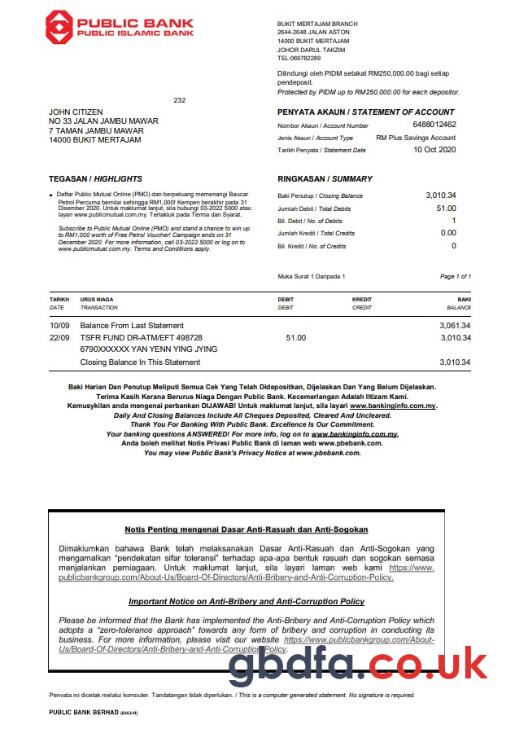 PUBLIC BANK
PUBLIC ISLAMIC BANK
BUKIT MERTAJAM BRANCH
2644-2648 JALAN ASTON
14000 BUKIT MERTAJAM
JOHOR DARUL TAKZIM
TEL:069782289
Dilindungi oleh PIDM setakat RM250,000.00 bagi setiap
pendeposit.
Protected by PIDM up to RM250,000.00 for each depositor.
232
JOHN CITIZEN
NO 33 JALAN JAMBU MAWAR
7 TAMAN JAMBU MAWAR
14000 BUKIT MERTAJAM
PENYATA AKAUN / STATEMENT OF ACCOUNT
Nombor Akaun / Account Number 6488012462
Jenis Akaun / Account Type RM Plus Savings Account
Tarikh Penyata / Statement Date 10 Oct 2020
TEGASAN / HIGHLIGHTS
• Daftar Public Mutual Online (PMO) dan berpeluang memenangi Baucar
Petrol Percuma bernilai sehingga RM1,000! Kempen berakhir pada 31
Disember 2020. Untuk maklumat lanjut, sila hubungi 03-2022 5000 atau
layari www.publicmutual.com.my. Tertakluk pada Terma dan Syarat.
Subscribe to Public Mutual Online (PMO) and stand a chance to win up
to RM1,000 worth of Free Petrol Voucher! Campaign ends on 31
December 2020. For more information, call 03-2022 5000 or log on to
www.publicmutual.com.my. Terms and Conditions apply.
RINGKASAN / SUMMARY
Baki Penutup / Closing Balance 3,010.34
Jumlah Debit / Total Debits 51.00
Bil. Debit / No. of Debits 1
Jumlah Kredit / Total Credits 0.00
Bil. Kredit / No. of Credits 0
Muka Surat 1 Daripada 1 Page 1 of 1
TARIKH URUS NIAGA DEBIT KREDIT BAKI
DATE TRANSACTION DEBIT CREDIT BALANCE
10/09 Balance From Last Statement 3,061.34
22/09 TSFR FUND DR-ATM/EFT 498728 51.00 3,010.34
6790XXXXXX YAN YENN YING JYING
Closing Balance In This Statement 3,010.34
Baki Harian Dan Penutup Meliputi Semua Cek Yang Telah Didepositkan, Dijelaskan Dan Yang Belum Dijelaskan.
Terima Kasih Kerana Berurus Niaga Dengan Public Bank. Kecemerlangan Adalah Iltizam Kami.
Kemusykilan anda mengenai perbankan DIJAWAB! Untuk maklumat lanjut, sila layari www.bankinginfo.com.my.
Daily And Closing Balances Include All Cheques Deposited, Cleared And Uncleared.
Thank You For Banking With Public Bank. Excellence Is Our Commitment.
Your banking questions ANSWERED! For more info, log on to www.bankinginfo.com.my.
Anda boleh melihat Notis Privasi Public Bank di laman web www.pbebank.com.
You may view Public Bank's Privacy Notice at www.pbebank.com.
Notis Penting mengenai Dasar Anti-Rasuah dan Anti-Sogokan
Dimaklumkan bahawa Bank telah melaksanakan Dasar Anti-Rasuah dan Anti-Sogokan yang
mengamalkan "pendekatan sifar toleransi" terhadap apa-apa bentuk rasuah dan sogokan semasa
menjalankan perniagaan. Untuk maklumat lanjut, sila layari laman web kami https://www.
publicbankgroup.com/About-Us/Board-Of-Directors/Anti-Bribery-and-Anti-Corruption-Policy.
Important Notice on Anti-Bribery and Anti-Corruption Policy
Please be informed that the Bank has implemented the Anti-Bribery and Anti-Corruption Policy which
adopts a "zero-tolerance approach" towards any form of bribery and corruption in conducting its
business. For more information, please visit our website https://www.publicbankgroup.com/About-
Us/Board-Of-Directors/Anti-Bribery-and-Anti-Corruption-Policy.
gbdfa.co.uk
Penyata ini dicetak melalui komputer. Tandatangan tidak diperlukan. / This is a computer generated statement. No signature is required.
PUBLIC BANK BERHAD